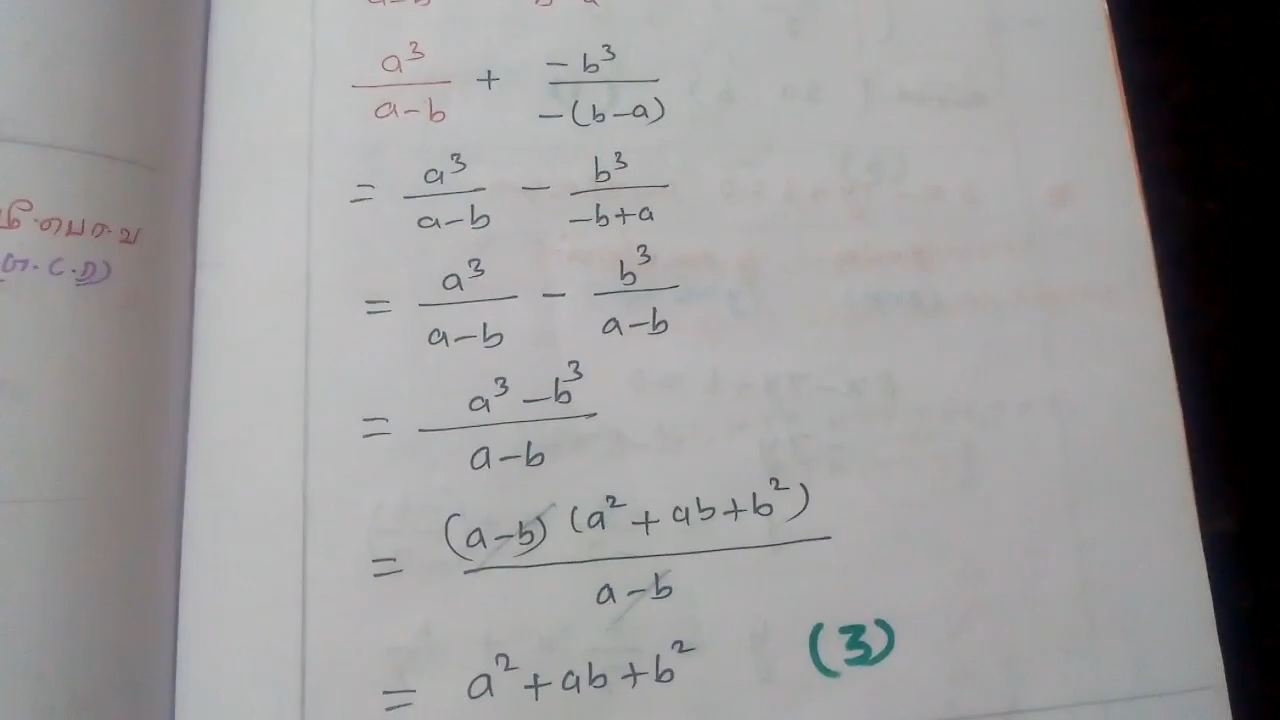 a³/(a-b) + -b³/-(b-a)
= a³/(a-b) - b³/(-b+a)
= a³/(a-b) - b³/(a-b)
= (a³-b³)/(a-b)
= (a-b)(a²+ab+b²)/(a-b)
= a²+ab+b² (3)